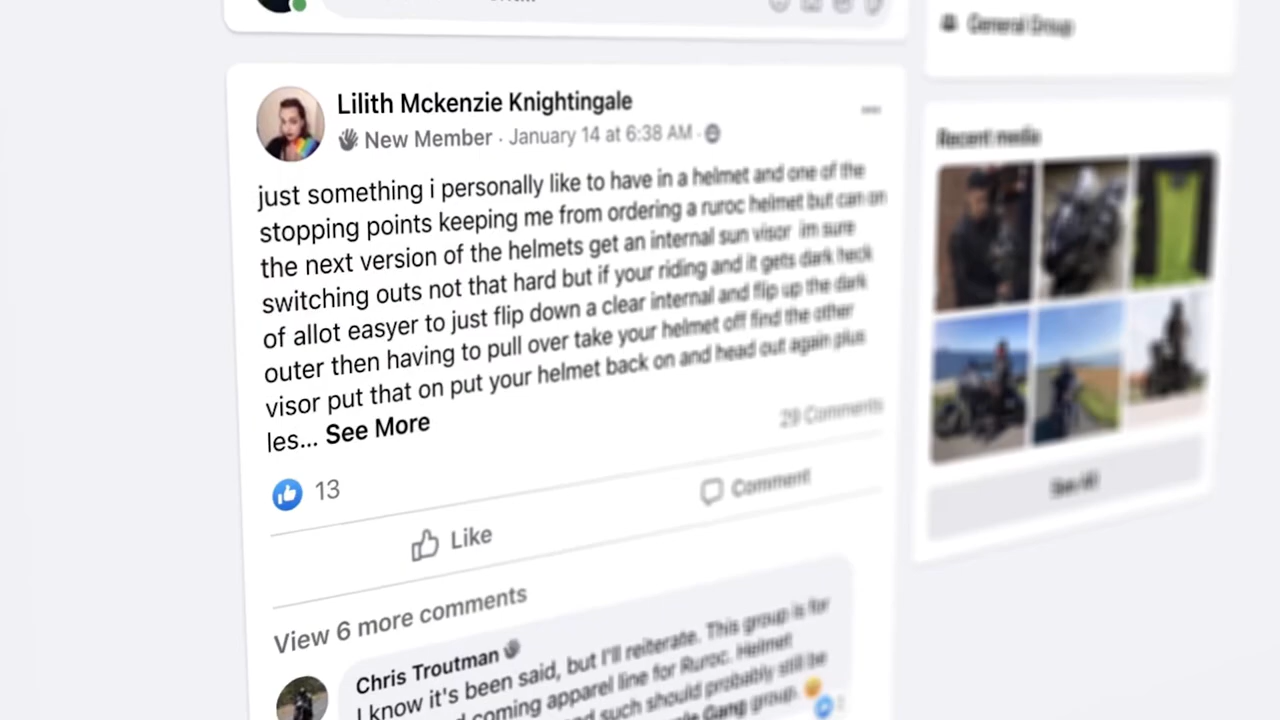 General Group
Lilith Mckenzie Knightingale
New Member · January 14 at 6:38 AM ·
Recent media
just something i personally like to have in a helmet and one of the
stopping points keeping me from ordering a ruroc helmet but can on
the next version of the helmets get an internal sun visor im sure
switching outs not that hard but if your riding and it gets dark heck
of allot easyer to just flip down a clear internal and flip up the dark
outer then having to pull over take your helmet off find the other
visor put that on put your helmet back on and head out again plus
les... See More
29 Comments
13
See All
Like
Comment
View 6 more comments
Chris Troutman
I know it's been said, but I'll reiterate. This group is for
coming apparel line for Ruroc. Helmet
and such should probably still be
Gang group.